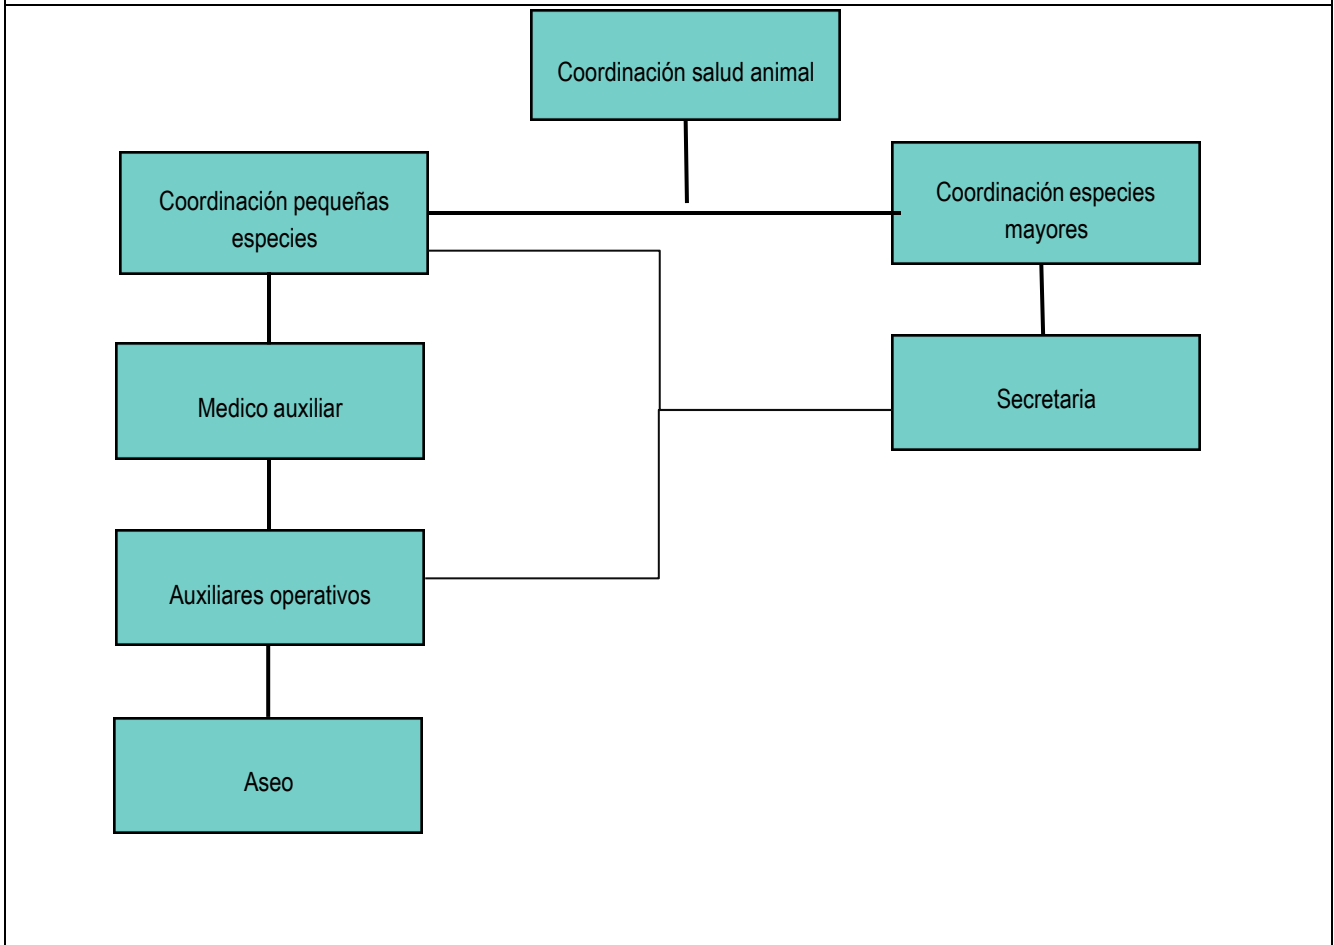 Coordinación salud animal
Coordinación pequeñas
especies
Coordinación especies
mayores
Medico auxiliar
Secretaria
Auxiliares operativos
Aseo